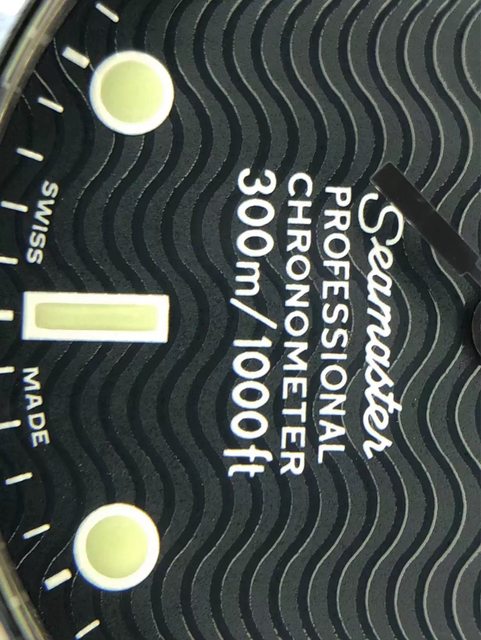 Seamaster
PROFESSIONAL
CHRONOMETER
300m/1000ft
SWISS MADE